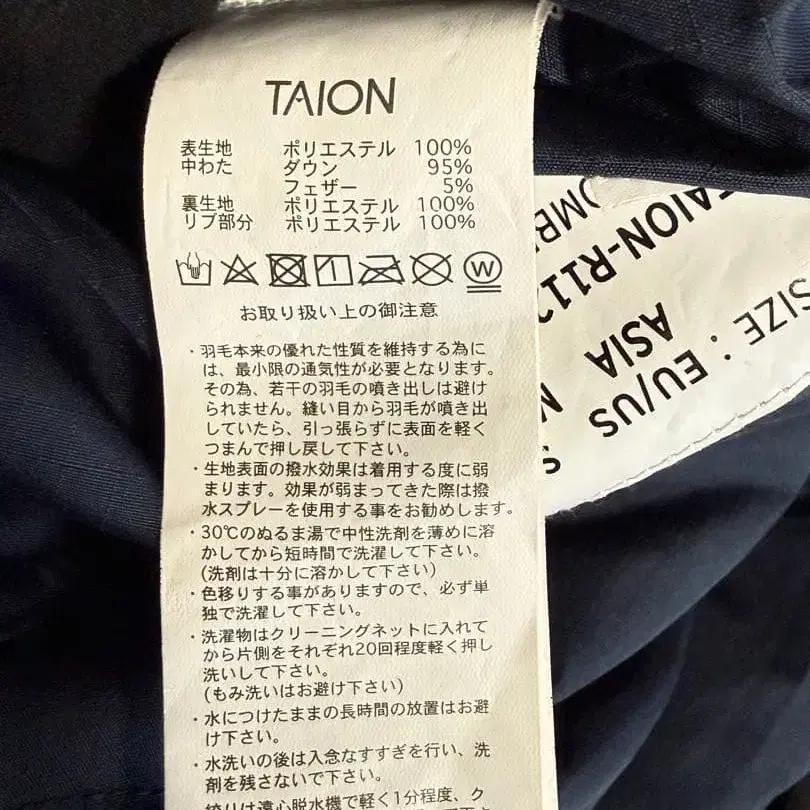 TAION
表生地 ポリエステル 100%
中わた ダウン 95%
フェザー 5%
裏生地 ポリエステル 100%
リブ部分 ポリエステル 100%
W
お取り扱い上の御注意
・羽毛本来の優れた性質を維持する為に
は、最小限の通気性が必要となります。
その為、若干の羽毛の噴き出しは避け
られません。縫い目から羽毛が噴き出
していたら、引っ張らずに表面を軽く
つまんで押し戻して下さい。
・生地表面の撥水効果は着用する度に弱
まります。効果が弱まってきた際は撥
水スプレーを使用する事をお勧めします。
・30℃のぬるま湯で中性洗剤を薄めに溶
かしてから短時間で洗濯して下さい。
(洗剤は十分に溶かして下さい)
・色移りする事がありますので、必ず単
独で洗濯して下さい。
・洗濯物はクリーニングネットに入れて
から片側をそれぞれ20回程度軽く押し
洗いして下さい。
(もみ洗いはお避け下さい)
・水につけたままの長時間の放置はお避
け下さい。
・水洗いの後は入念なすすぎを行い、洗
剤を残さないで下さい。
絞りは遠心脱水機で軽く1分程度、ク
TAION-R11
OMB
SIZE : EU/US S
ASIA